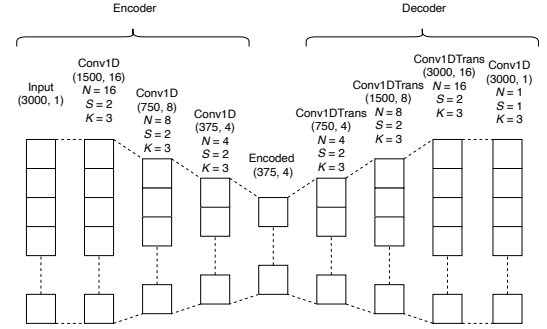 Encoder
Decoder
Input
(3000, 1)
Conv1D
(1500, 16)
N = 16
S = 2
K = 3
Conv1D
(750, 8)
N = 8
S = 2
K = 3
Conv1D
(375, 4)
N = 4
S = 2
K = 3
Encoded
(375, 4)
Conv1DTrans
(750, 4)
N = 4
S = 2
K = 3
Conv1DTrans
(1500, 8)
N = 8
S = 2
K = 3
Conv1DTrans
(3000, 16)
N = 16
S = 2
K = 3
Conv1D
(3000, 1)
N = 1
S = 1
K = 3